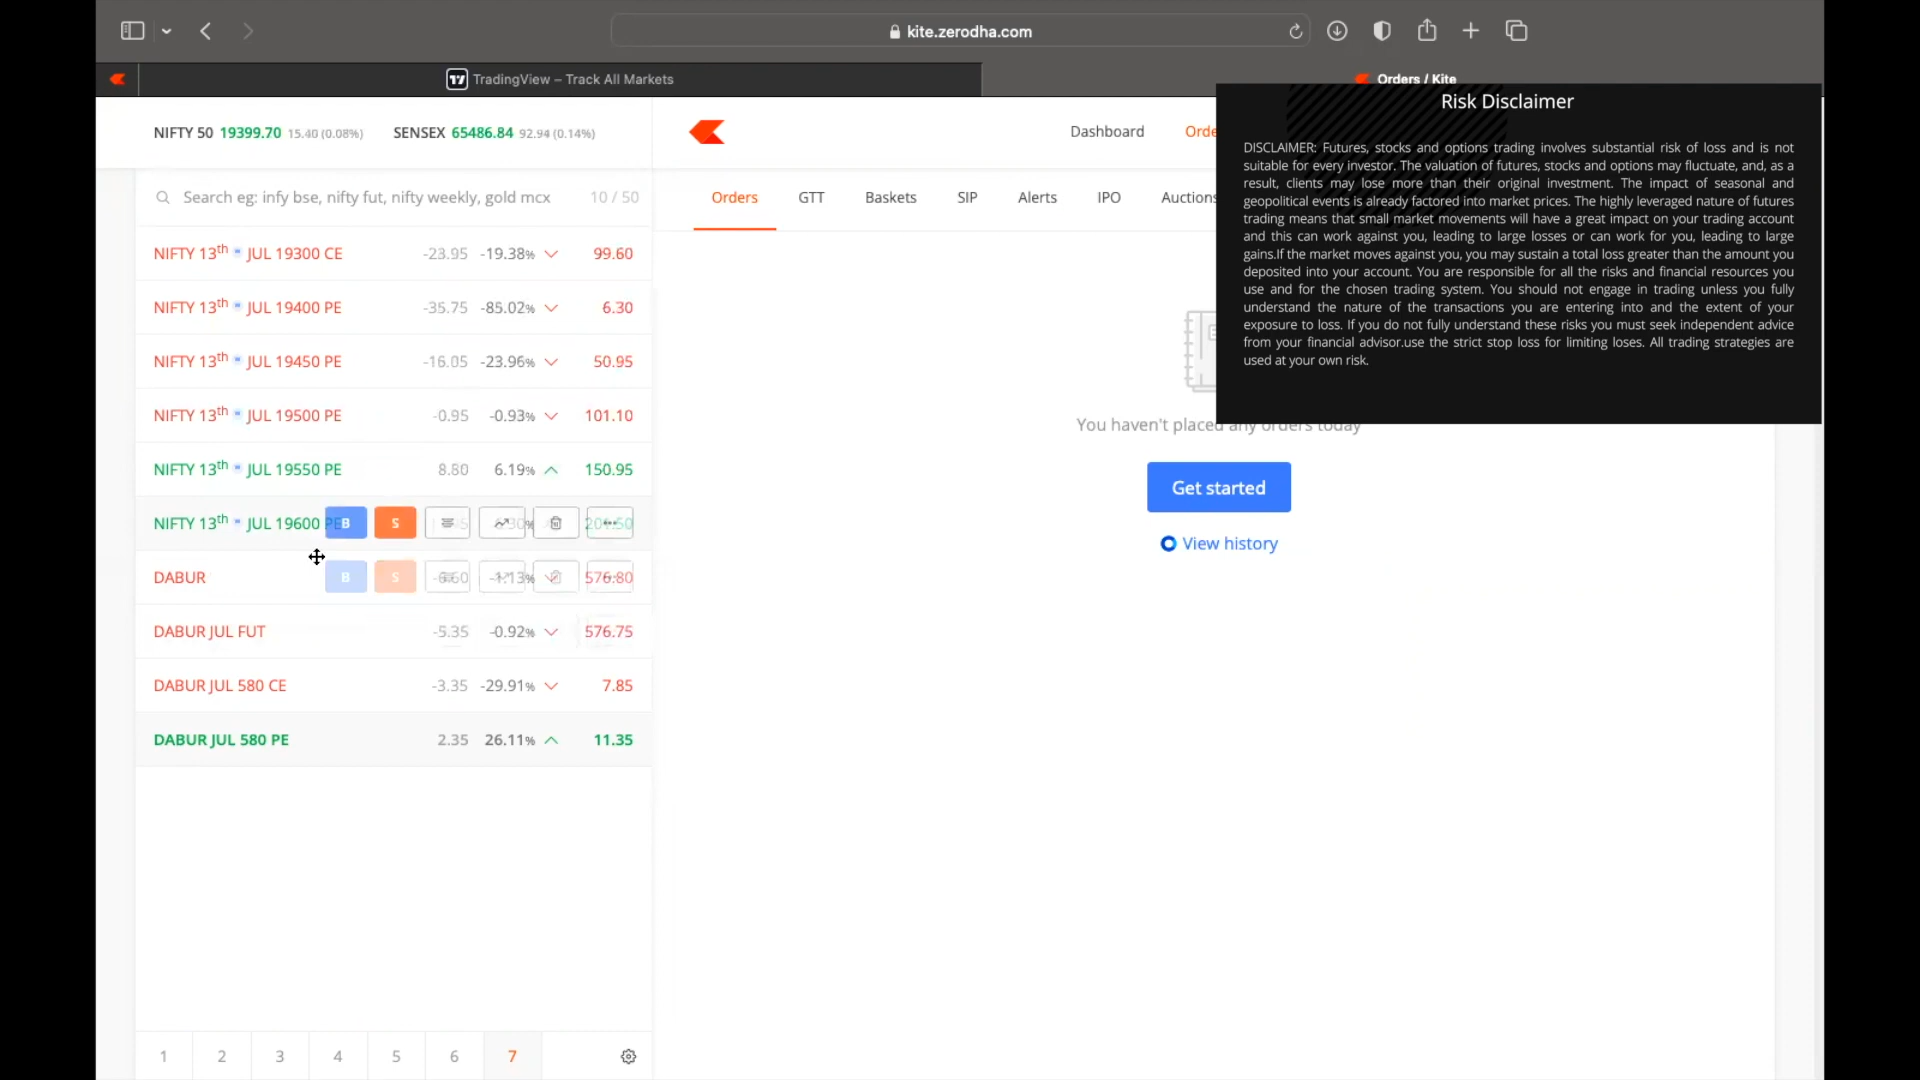 kite.zerodha.com
TradingView – Track All Markets
Orders / Kite
NIFTY 50 19399.70 15.40 (0.08%) SENSEX 65486.84 92.94 (0.14%)
Dashboard Orde
Search eg: infy bse, nifty fut, nifty weekly, gold mcx 10 / 50
Orders GTT Baskets SIP Alerts IPO Auctions
NIFTY 13th w JUL 19300 CE -23.95 -19.38% 99.60
NIFTY 13th w JUL 19400 PE -35.75 -85.02% 6.30
NIFTY 13th w JUL 19450 PE -16.05 -23.96% 50.95
NIFTY 13th w JUL 19500 PE -0.95 -0.93% 101.10
NIFTY 13th w JUL 19550 PE 8.80 6.19% 150.95
NIFTY 13th w JUL 19600 PE B S 201.50
DABUR B S -6.60 -1.13% 576.80
DABUR JUL FUT -5.35 -0.92% 576.75
DABUR JUL 580 CE -3.35 -29.91% 7.85
DABUR JUL 580 PE 2.35 26.11% 11.35
1 2 3 4 5 6 7
Risk Disclaimer
DISCLAIMER: Futures, stocks and options trading involves substantial risk of loss and is not
suitable for every investor. The valuation of futures, stocks and options may fluctuate, and, as a
result, clients may lose more than their original investment. The impact of seasonal and
geopolitical events is already factored into market prices. The highly leveraged nature of futures
trading means that small market movements will have a great impact on your trading account
and this can work against you, leading to large losses or can work for you, leading to large
gains.If the market moves against you, you may sustain a total loss greater than the amount you
deposited into your account. You are responsible for all the risks and financial resources you
use and for the chosen trading system. You should not engage in trading unless you fully
understand the nature of the transactions you are entering into and the extent of your
exposure to loss. If you do not fully understand these risks you must seek independent advice
from your financial advisor.use the strict stop loss for limiting loses. All trading strategies are
used at your own risk.
You haven't placed any orders today
Get started
View history